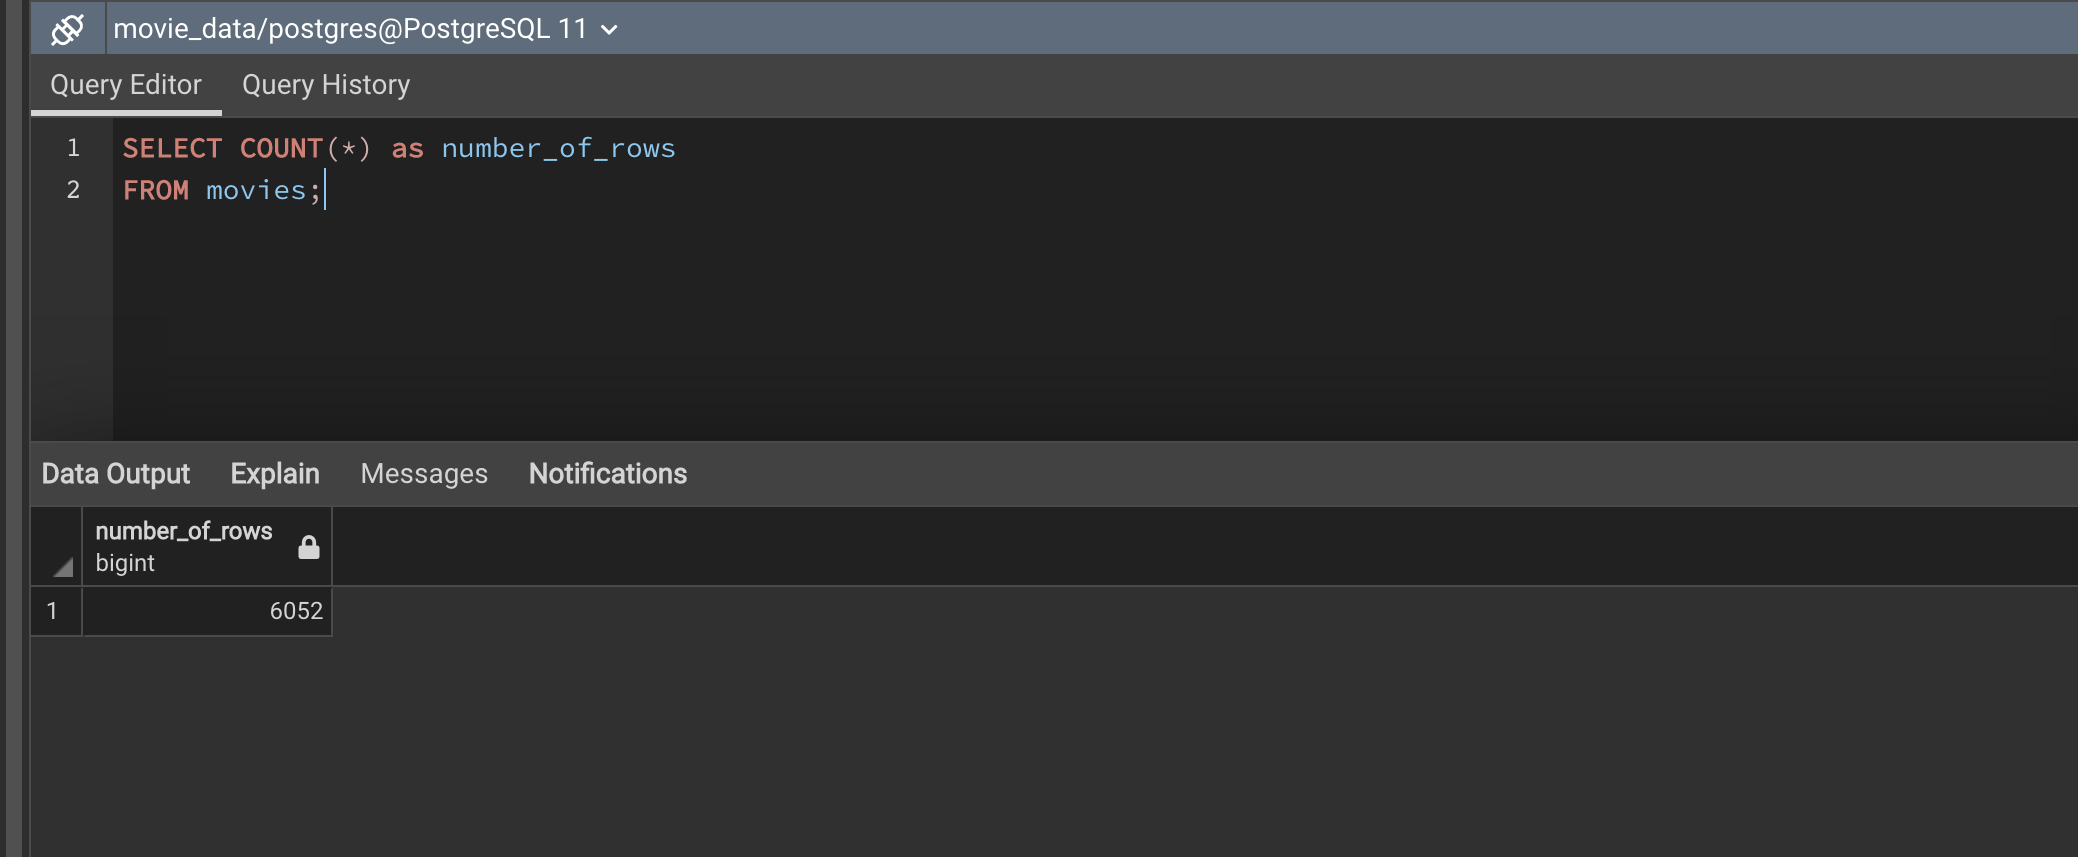 movie_data/postgres@PostgreSQL 11
Query Editor Query History
1 SELECT COUNT(*) as number_of_rows
2 FROM movies;
Data Output Explain Messages Notifications
number_of_rows
bigint
1 6052